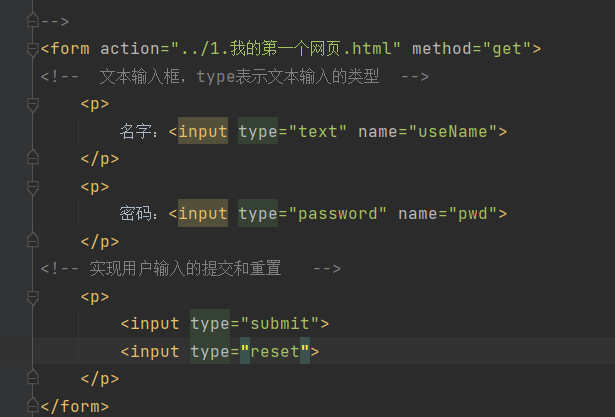 -->
<form action="../1.我的第一个网页.html" method="get">
<!--  文本输入框，type表示文本输入的类型  -->
    <p>
        名字：<input type="text" name="useName">
    </p>
    <p>
        密码：<input type="password" name="pwd">
    </p>
<!-- 实现用户输入的提交和重置   -->
    <p>
        <input type="submit">
        <input type="reset">
    </p>
</form>